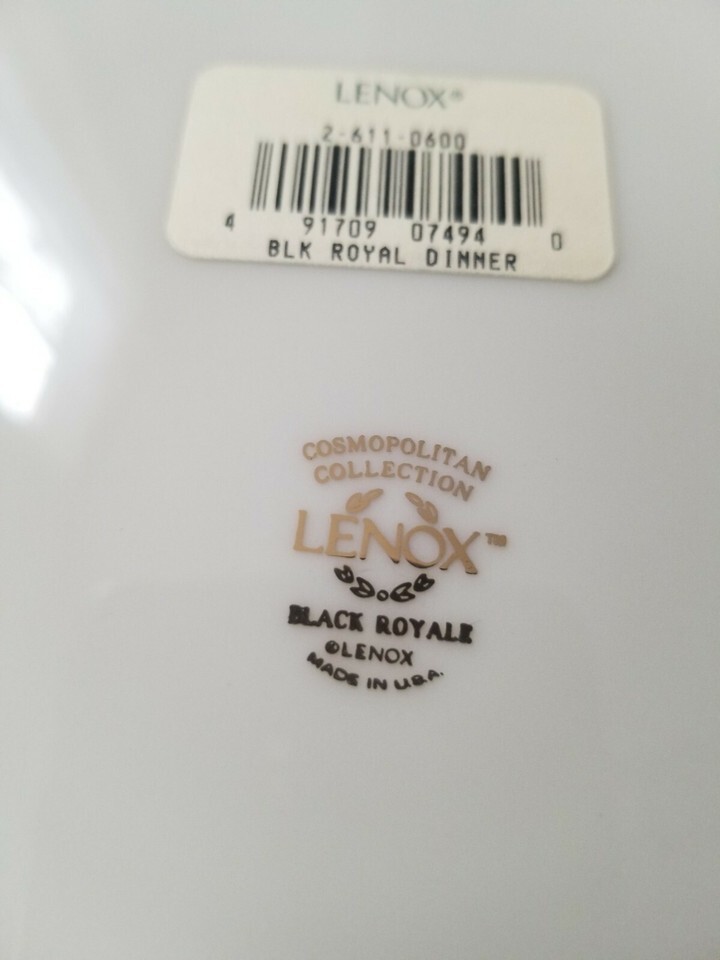 LENOX®
2-611-0600
4 91709 07494 0
BLK ROYAL DINNER
COSMOPOLITAN
COLLECTION
LENOX™
BLACK ROYALE
©LENOX
MADE IN U.S.A.